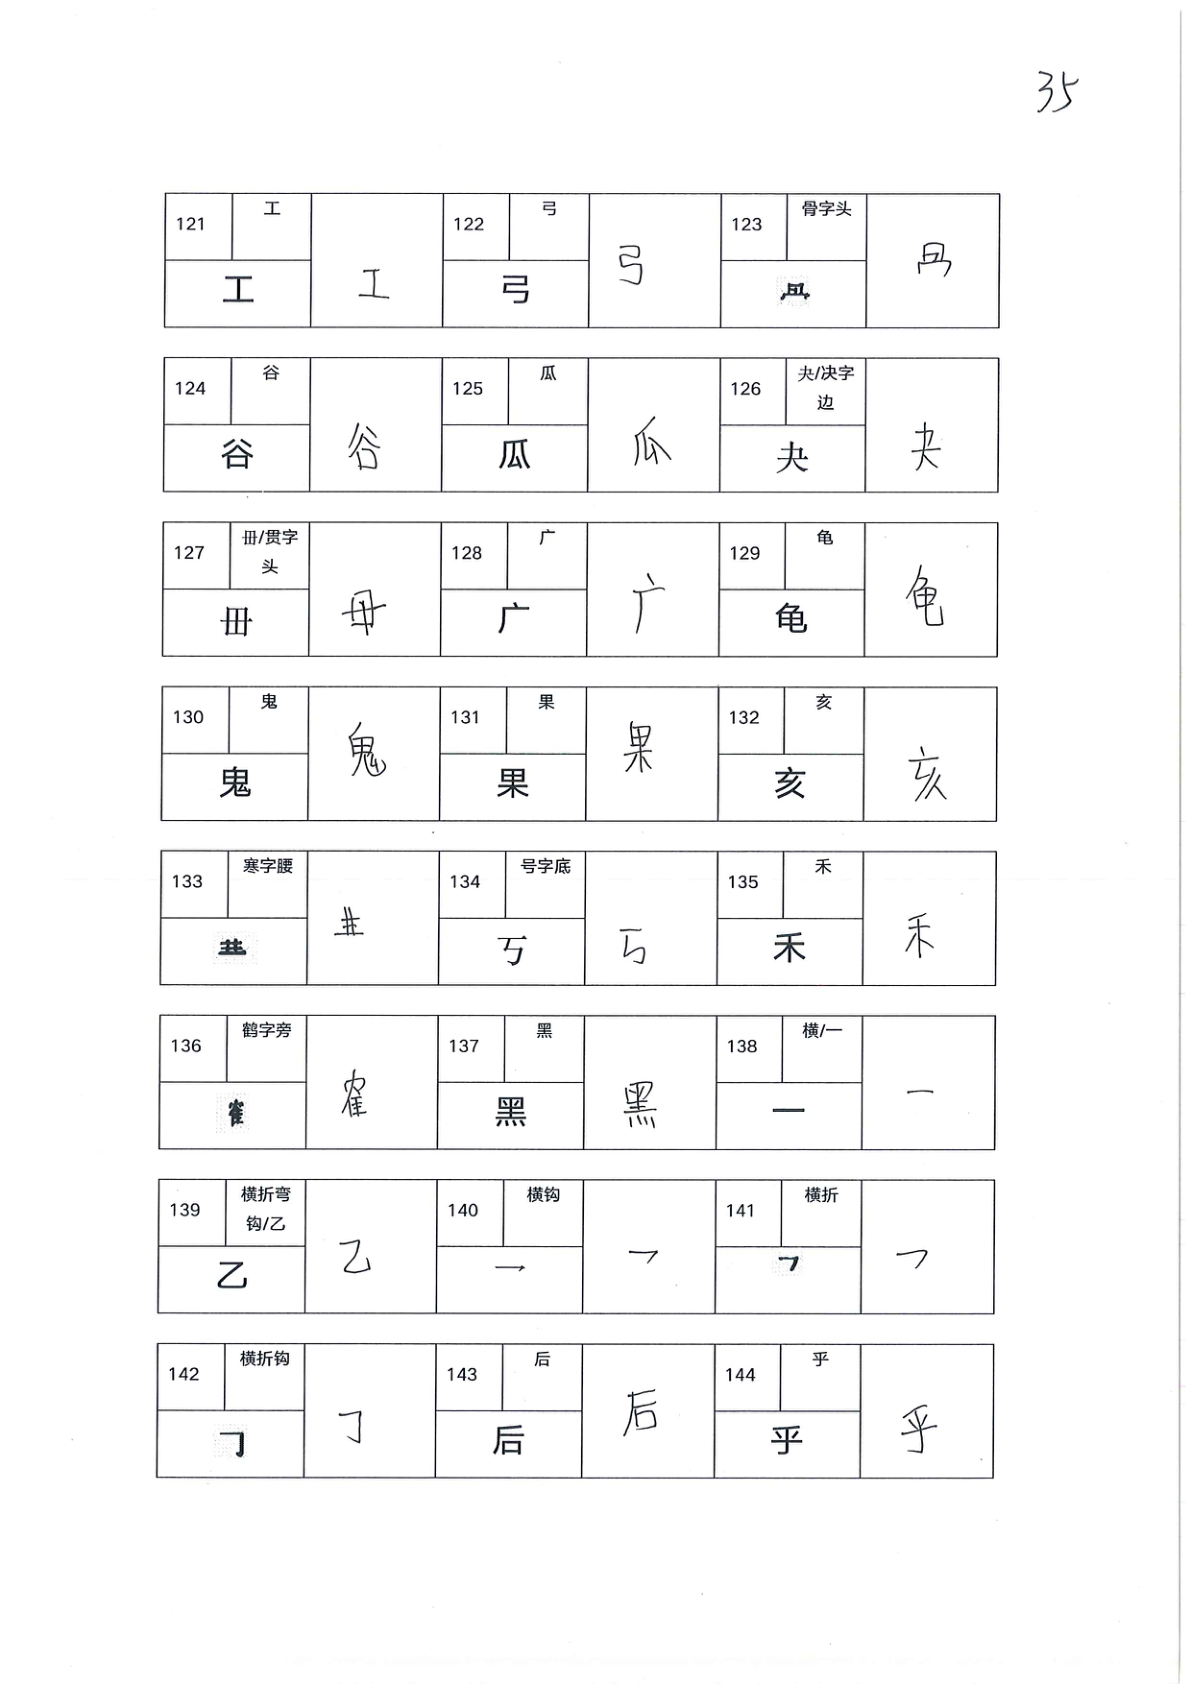 35
121 工 工 工
122 弓 弓 弓
123 骨字头
124 谷 谷 谷
125 瓜 瓜 瓜
126 夬/决字边 夬 夬
127 毌/贯字头 毌 毌
128 广 广 广
129 龟 龟 龟
130 鬼 鬼 鬼
131 果 果 果
132 亥 亥 亥
133 寒字腰
134 号字底 丂 丂
135 禾 禾 禾
136 鹤字旁 隺 隺
137 黑 黑 黑
138 横/一 一 一
139 横折弯钩/乙 乙 乙
140 横钩 乛 乛
141 横折
142 横折钩
143 后 后 后
144 乎 乎 乎